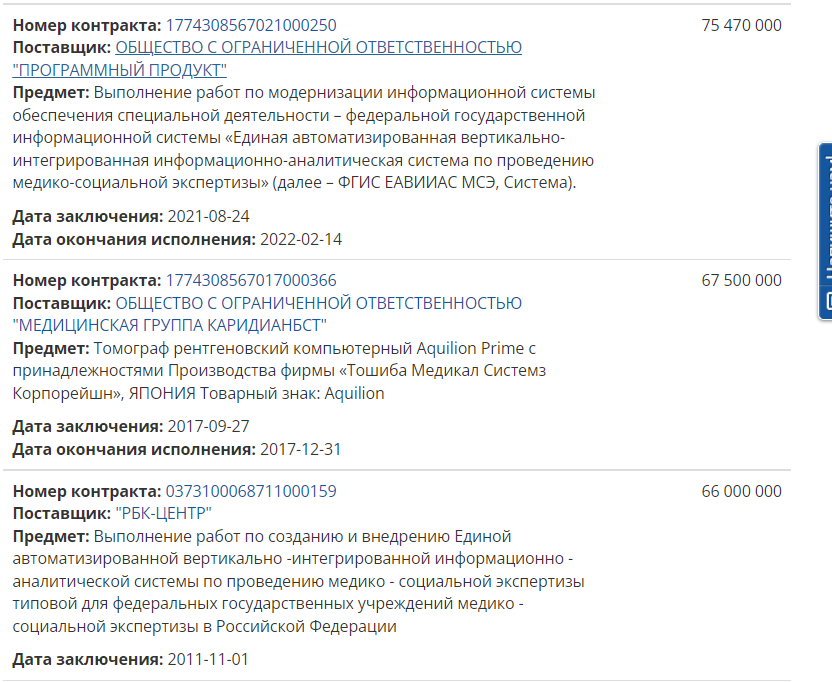 Номер контракта: 1774308567021000250 75 470 000
Поставщик: ОБЩЕСТВО С ОГРАНИЧЕННОЙ ОТВЕТСТВЕННОСТЬЮ
"ПРОГРАММНЫЙ ПРОДУКТ"
Предмет: Выполнение работ по модернизации информационной системы
обеспечения специальной деятельности – федеральной государственной
информационной системы «Единая автоматизированная вертикально-
интегрированная информационно-аналитическая система по проведению
медико-социальной экспертизы» (далее – ФГИС ЕАВИИАС МСЭ, Система).
Дата заключения: 2021-08-24
Дата окончания исполнения: 2022-02-14
Номер контракта: 1774308567017000366 67 500 000
Поставщик: ОБЩЕСТВО С ОГРАНИЧЕННОЙ ОТВЕТСТВЕННОСТЬЮ
"МЕДИЦИНСКАЯ ГРУППА КАРИДИАНБСТ"
Предмет: Томограф рентгеновский компьютерный Aquilion Prime с
принадлежностями Производства фирмы «Тошиба Медикал Системз
Корпорейшн», ЯПОНИЯ Товарный знак: Aquilion
Дата заключения: 2017-09-27
Дата окончания исполнения: 2017-12-31
Номер контракта: 0373100068711000159 66 000 000
Поставщик: "РБК-ЦЕНТР"
Предмет: Выполнение работ по созданию и внедрению Единой
автоматизированной вертикально -интегрированной информационно -
аналитической системы по проведению медико - социальной экспертизы
типовой для федеральных государственных учреждений медико -
социальной экспертизы в Российской Федерации
Дата заключения: 2011-11-01